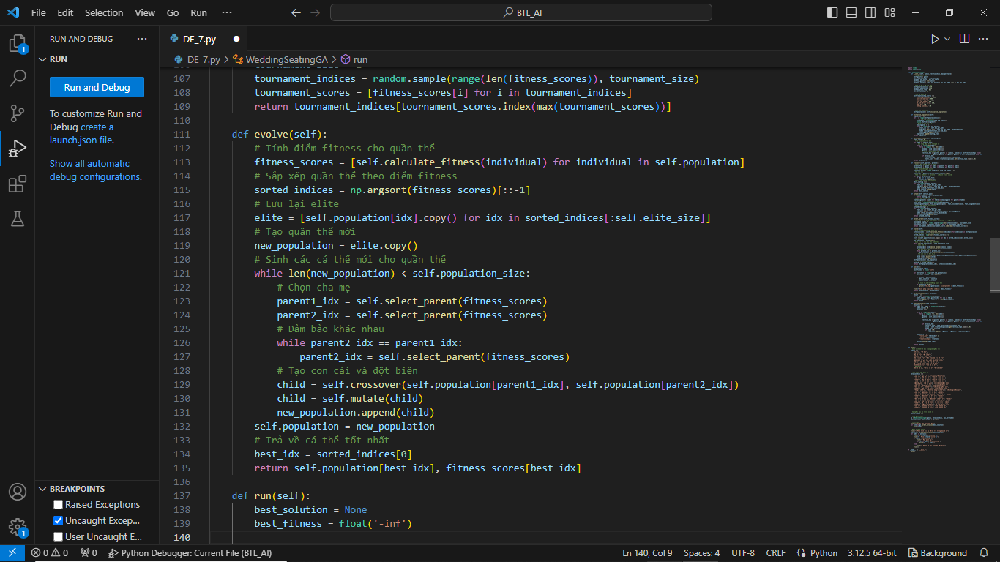 File Edit Selection View Go Run ··· BTL_AI
RUN AND DEBUG ···
RUN
Run and Debug
To customize Run and
Debug create a
launch.json file.
Show all automatic
debug configurations.
BREAKPOINTS
Raised Exceptions
Uncaught Excep...
User Uncaught E...
1
1
DE_7.py
DE_7.py > WeddingSeatingGA > run
107 tournament_indices = random.sample(range(len(fitness_scores)), tournament_size)
108 tournament_scores = [fitness_scores[i] for i in tournament_indices]
109 return tournament_indices[tournament_scores.index(max(tournament_scores))]
110
111 def evolve(self):
112 # Tính điểm fitness cho quần thể
113 fitness_scores = [self.calculate_fitness(individual) for individual in self.population]
114 # Sắp xếp quần thể theo điểm fitness
115 sorted_indices = np.argsort(fitness_scores)[::-1]
116 # Lưu lại elite
117 elite = [self.population[idx].copy() for idx in sorted_indices[:self.elite_size]]
118 # Tạo quần thể mới
119 new_population = elite.copy()
120 # Sinh các cá thể mới cho quần thể
121 while len(new_population) < self.population_size:
122 # Chọn cha mẹ
123 parent1_idx = self.select_parent(fitness_scores)
124 parent2_idx = self.select_parent(fitness_scores)
125 # Đảm bảo khác nhau
126 while parent2_idx == parent1_idx:
127 parent2_idx = self.select_parent(fitness_scores)
128 # Tạo con cái và đột biến
129 child = self.crossover(self.population[parent1_idx], self.population[parent2_idx])
130 child = self.mutate(child)
131 new_population.append(child)
132 self.population = new_population
133 # Trả về cá thể tốt nhất
134 best_idx = sorted_indices[0]
135 return self.population[best_idx], fitness_scores[best_idx]
136
137 def run(self):
138 best_solution = None
139 best_fitness = float('-inf')
140
0 0 0 Python Debugger: Current File (BTL_AI) Ln 140, Col 9 Spaces: 4 UTF-8 CRLF Python 3.12.5 64-bit Background